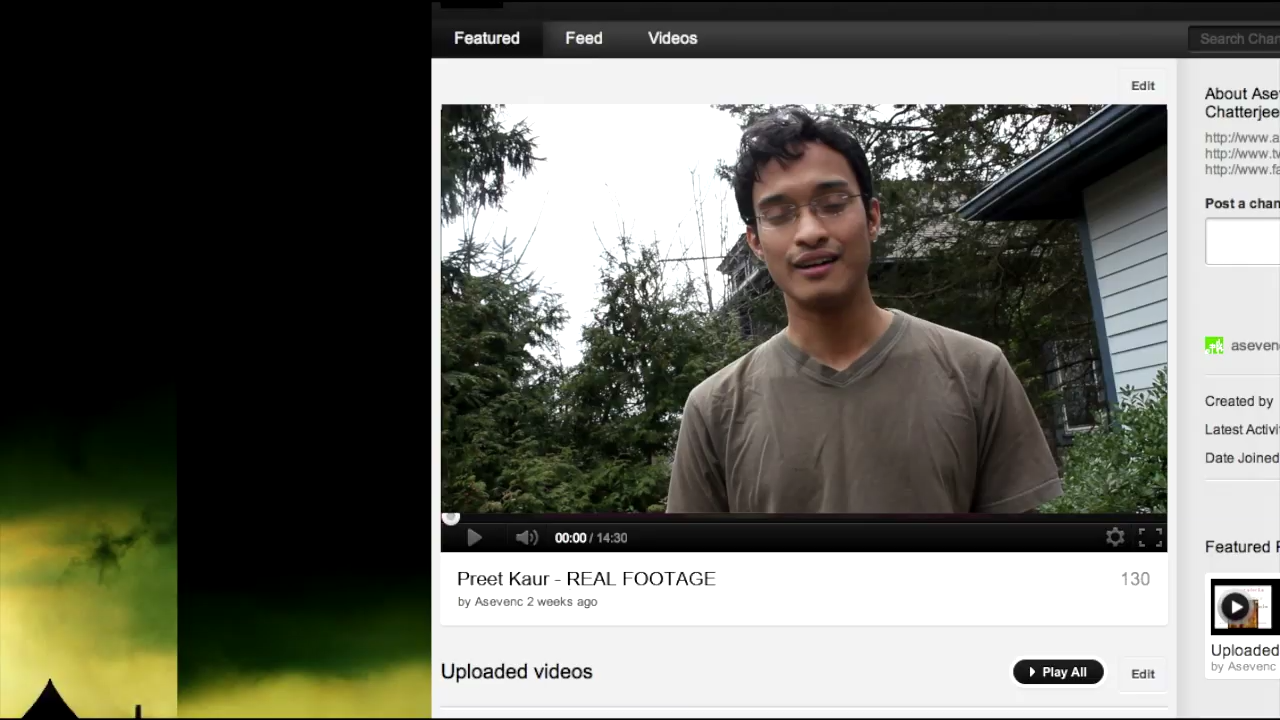 Featured
Feed
Videos
Search Chan
Edit
About Asev
Chatterjee
http://www.a
http://www.tv
http://www.fa
Post a chan
asevenc
Created by
Latest Activi
Date Joined
00:00 / 14:30
Preet Kaur - REAL FOOTAGE
130
by Asevenc 2 weeks ago
Featured P
Uploaded
by Asevenc
Uploaded videos
Play All
Edit